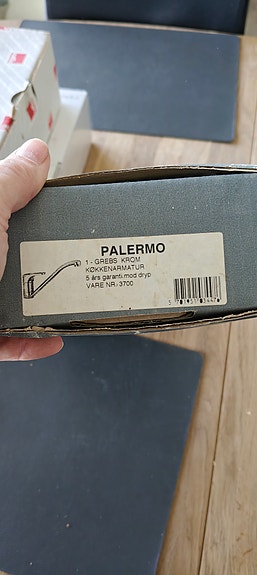 PALERMO
1 - GREBS KROM
KØKKENARMATUR
5 års garanti mod dryp
VARE NR.: 3700